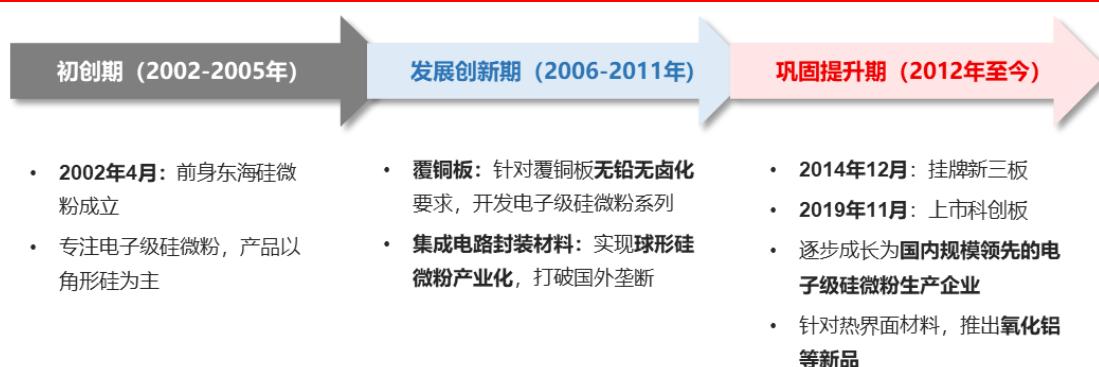 初创期（2002-2005年）
发展创新期（2006-2011年)
巩固提升期（2012年至今）
• 2002年4月：前身东海硅微
粉成立
• 专注电子级硅微粉，产品以
角形硅为主
• 覆铜板：针对覆铜板无铅无卤化
要求，开发电子级硅微粉系列
• 集成电路封装材料：实现球形硅
微粉产业化，打破国外垄断
• 2014年12月：挂牌新三板
• 2019年11月：上市科创板
• 逐步成长为国内规模领先的电
子级硅微粉生产企业
• 针对热界面材料，推出氧化铝
等新品